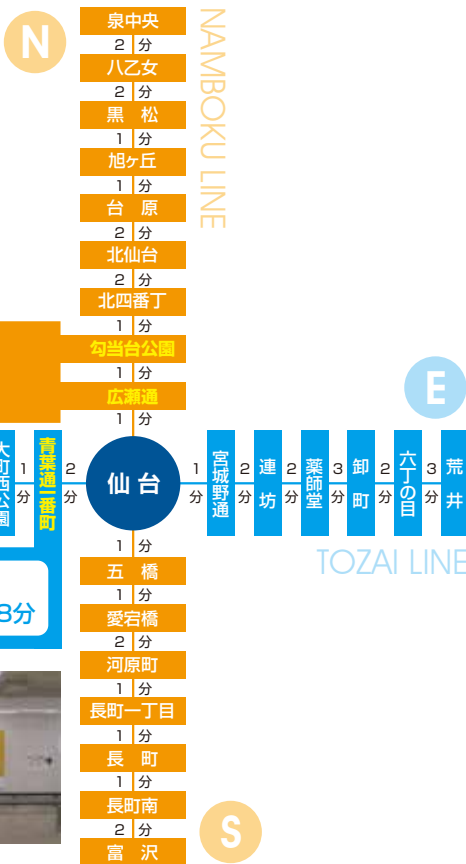 N
NAMBOKU LINE
泉中央
2分
八乙女
2分
黒松
1分
旭ヶ丘
1分
台原
2分
北仙台
2分
北四番丁
1分
勾当台公園
1分
広瀬通
1分
大町西公園
1分
青葉通一番町
2分
仙台
1分
宮城野通
2分
連坊
2分
薬師堂
3分
卸町
2分
六丁の目
3分
荒井
E
TOZAI LINE
8分
1分
五橋
1分
愛宕橋
2分
河原町
1分
長町一丁目
1分
長町
1分
長町南
2分
富沢
S